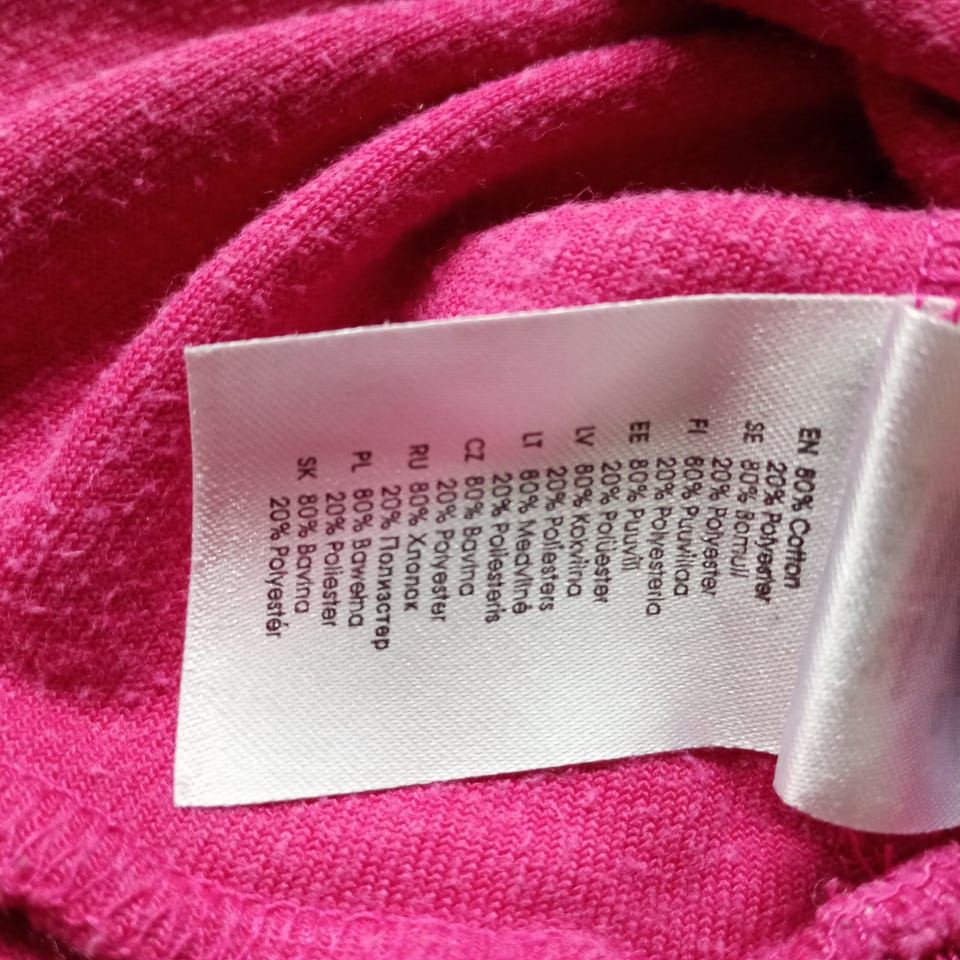 EN 80% Cotton
20% Polyester
SE 80% Bomull
20% Polyester
FI 80% Puuvillaa
20% Polyesteria
EE 80% Puuvill
20% Polüester
LV 80% Kokvilna
20% Poliesters
LT 80% Medvilnė
20% Poliesteris
CZ 80% Bavlna
20% Polyester
RU 80% Хлопок
20% Полиэстер
PL 80% Bawełna
20% Poliester
SK 80% Bavlna
20% Polyestér